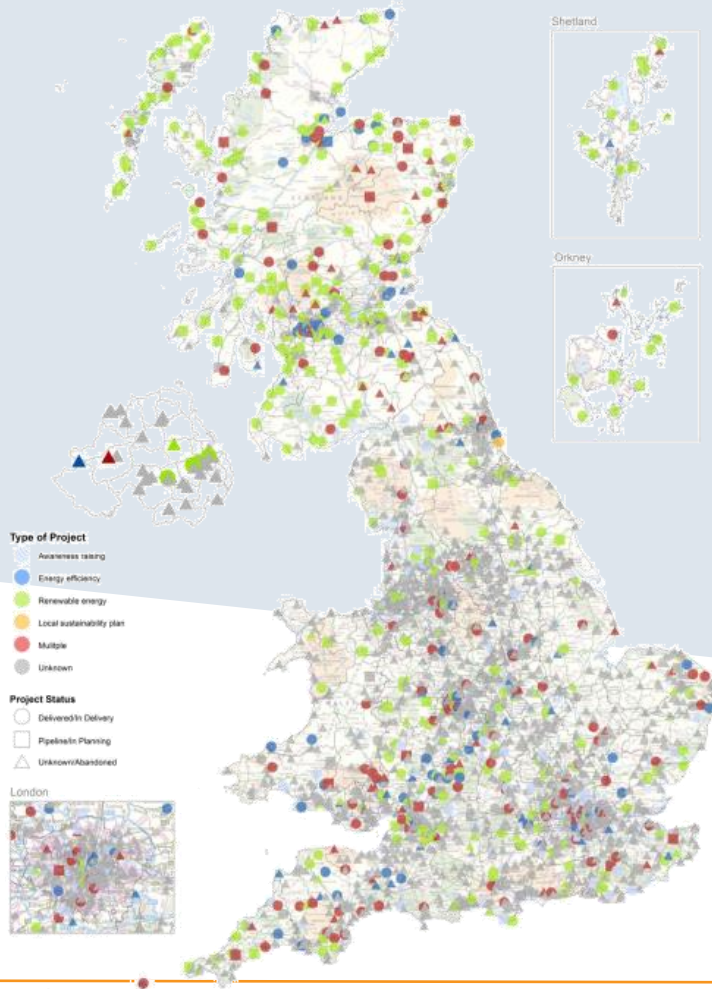 Shetland
Orkney
Type of Project
Awareness raising
Energy efficiency
Renewable energy
Local sustainability plan
Mulitple
Unknown
Project Status
Delivered/In Delivery
Pipeline/In Planning
Unknown/Abandoned
London